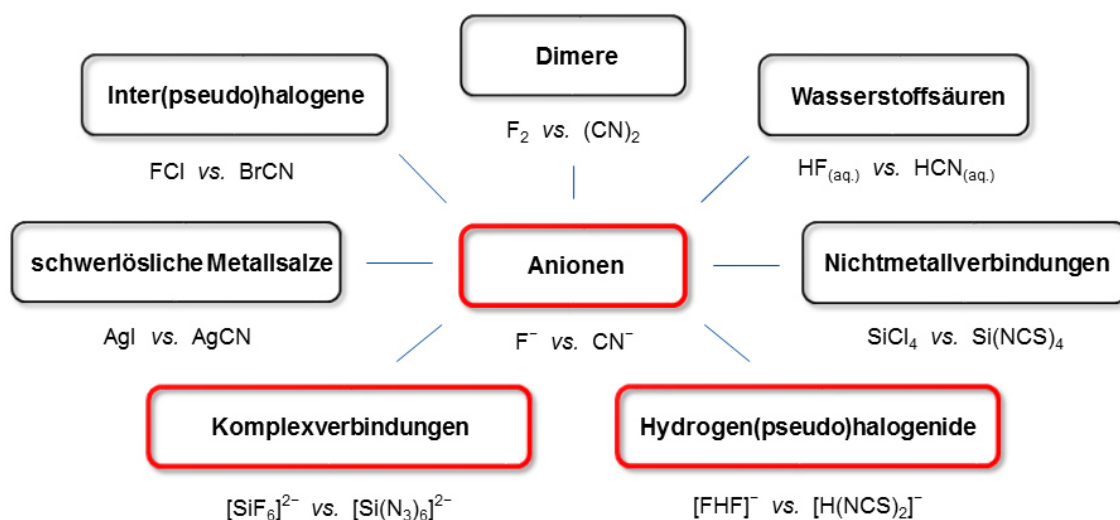 Dimere
F₂ vs. (CN)₂
Inter(pseudo)halogene
FCl vs. BrCN
Wasserstoffsäuren
HF₍aq.₎ vs. HCN₍aq.₎
schwerlösliche Metallsalze
AgI vs. AgCN
Anionen
F⁻ vs. CN⁻
Nichtmetallverbindungen
SiCl₄ vs. Si(NCS)₄
Komplexverbindungen
[SiF₆]²⁻ vs. [Si(N₃)₆]²⁻
Hydrogen(pseudo)halogenide
[FHF]⁻ vs. [H(NCS)₂]⁻